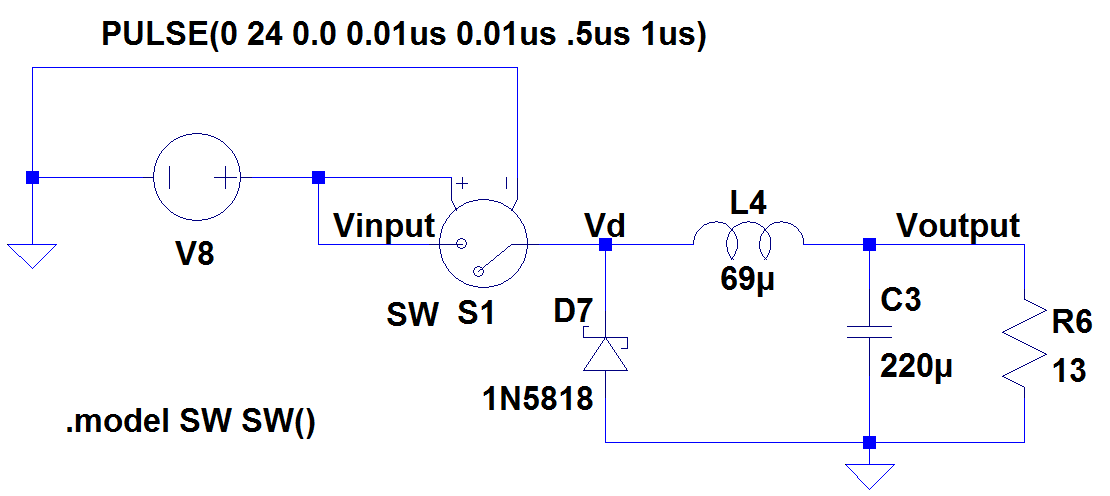 PULSE(0 24 0.0 0.01us 0.01us .5us 1us)
V8
Vinput
SW S1
Vd
L4
69µ
Voutput
D7
1N5818
C3
220µ
R6
13
.model SW SW()